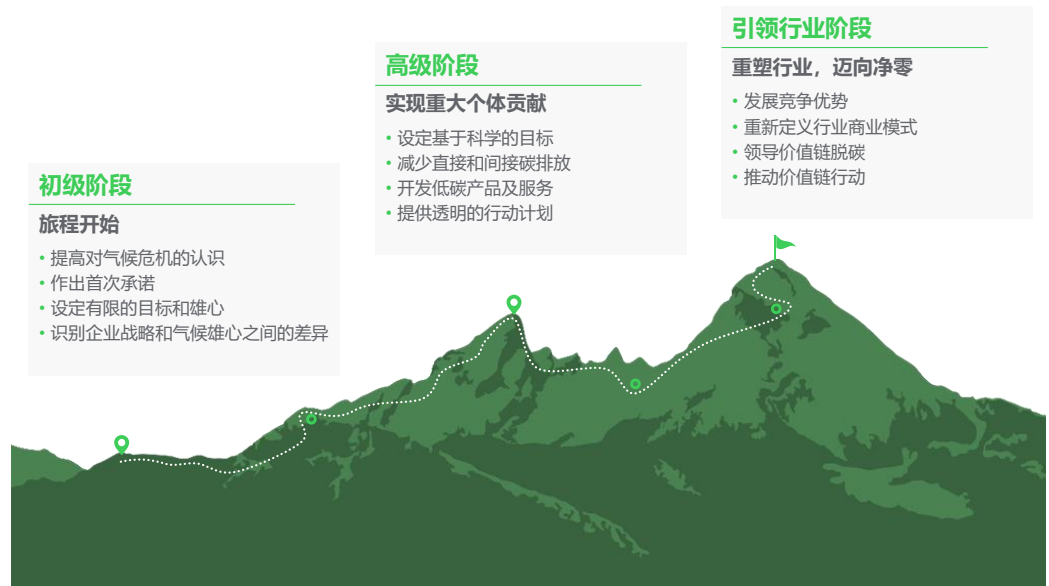 初级阶段
旅程开始
• 提高对气候危机的认识
• 作出首次承诺
• 设定有限的目标和雄心
• 识别企业战略和气候雄心之间的差异
高级阶段
实现重大个体贡献
• 设定基于科学的目标
• 减少直接和间接碳排放
• 开发低碳产品及服务
• 提供透明的行动计划
引领行业阶段
重塑行业，迈向净零
• 发展竞争优势
• 重新定义行业商业模式
• 领导价值链脱碳
• 推动价值链行动